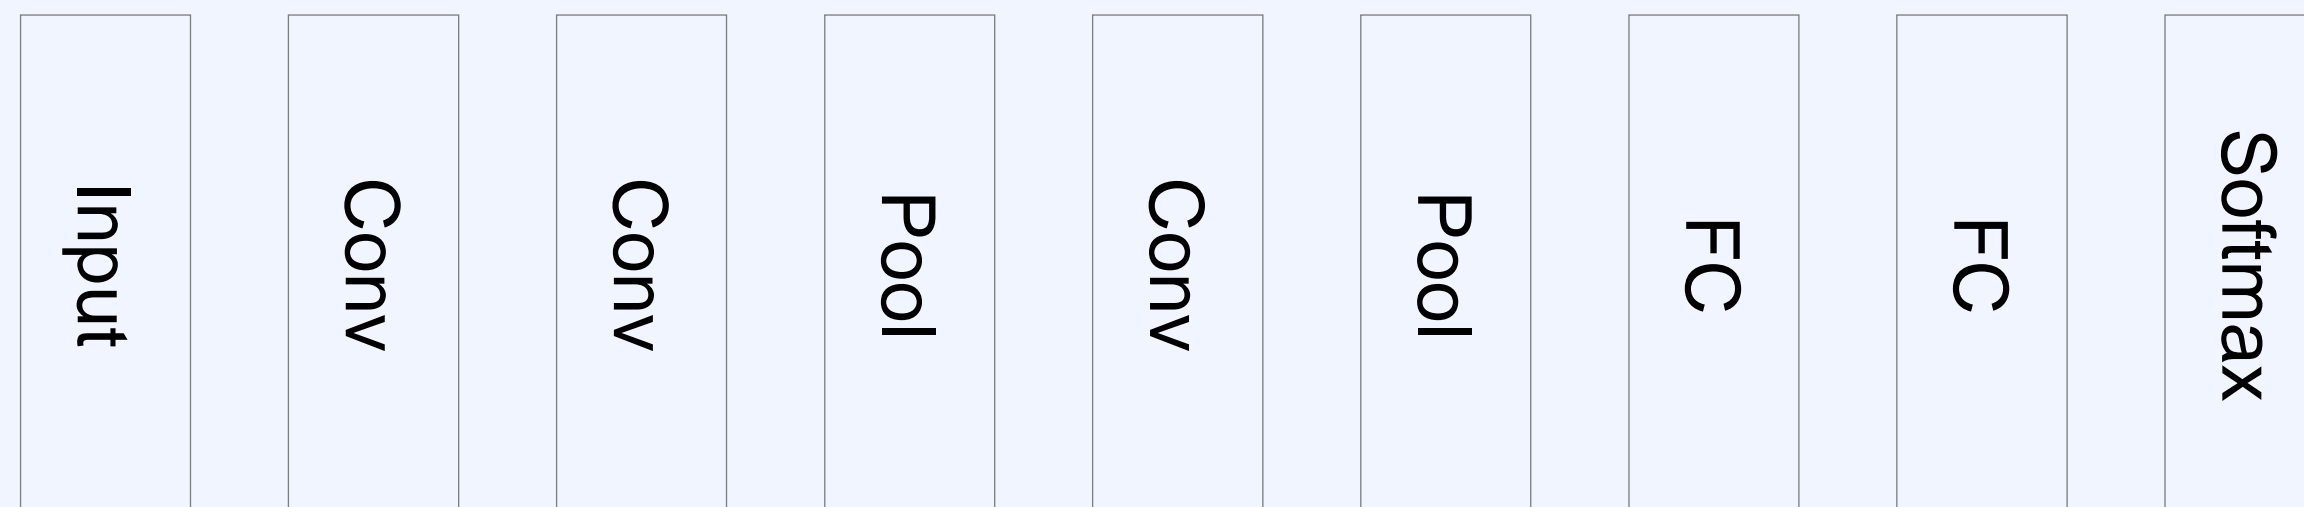 Input
Conv
Conv
Pool
Conv
Pool
FC
FC
Softmax